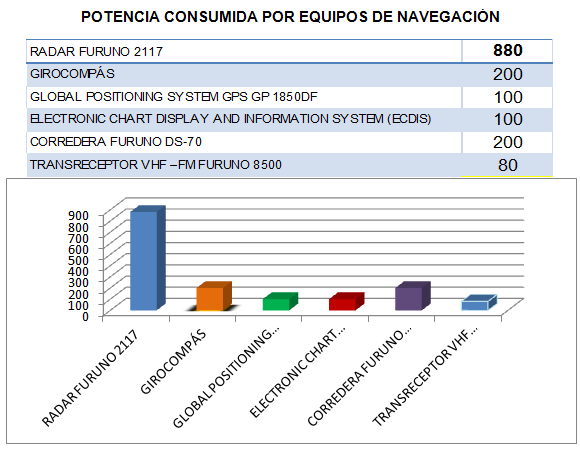 POTENCIA CONSUMIDA POR EQUIPOS DE NAVEGACIÓN
RADAR FURUNO 2117 880
GIROCOMPÁS 200
GLOBAL POSITIONING SYSTEM GPS GP 1850DF 100
ELECTRONIC CHART DISPLAY AND INFORMATION SYSTEM (ECDIS) 100
CORREDERA FURUNO DS-70 200
TRANSRECEPTOR VHF –FM FURUNO 8500 80
900
800
700
600
500
400
300
200
100
0
RADAR FURUNO 2117
GIROCOMPÁS
GLOBAL POSITIONING...
ELECTRONIC CHART...
CORREDERA FURUNO...
TRANSRECEPTOR VHF...